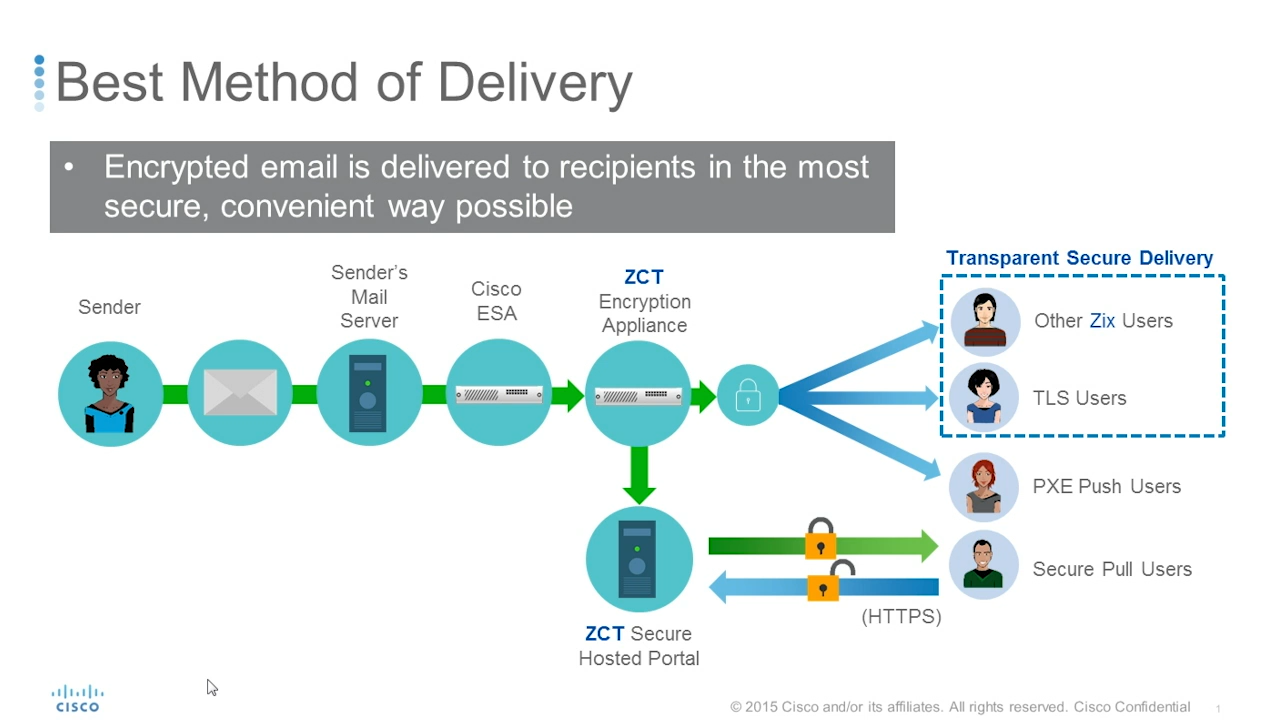 Best Method of Delivery
• Encrypted email is delivered to recipients in the most
secure, convenient way possible
Transparent Secure Delivery
Sender
Sender's
Mail
Server
Cisco
ESA
ZCT
Encryption
Appliance
Other Zix Users
TLS Users
PXE Push Users
Secure Pull Users
(HTTPS)
ZCT Secure
Hosted Portal
CISCO
© 2015 Cisco and/or its affiliates. All rights reserved. Cisco Confidential
1